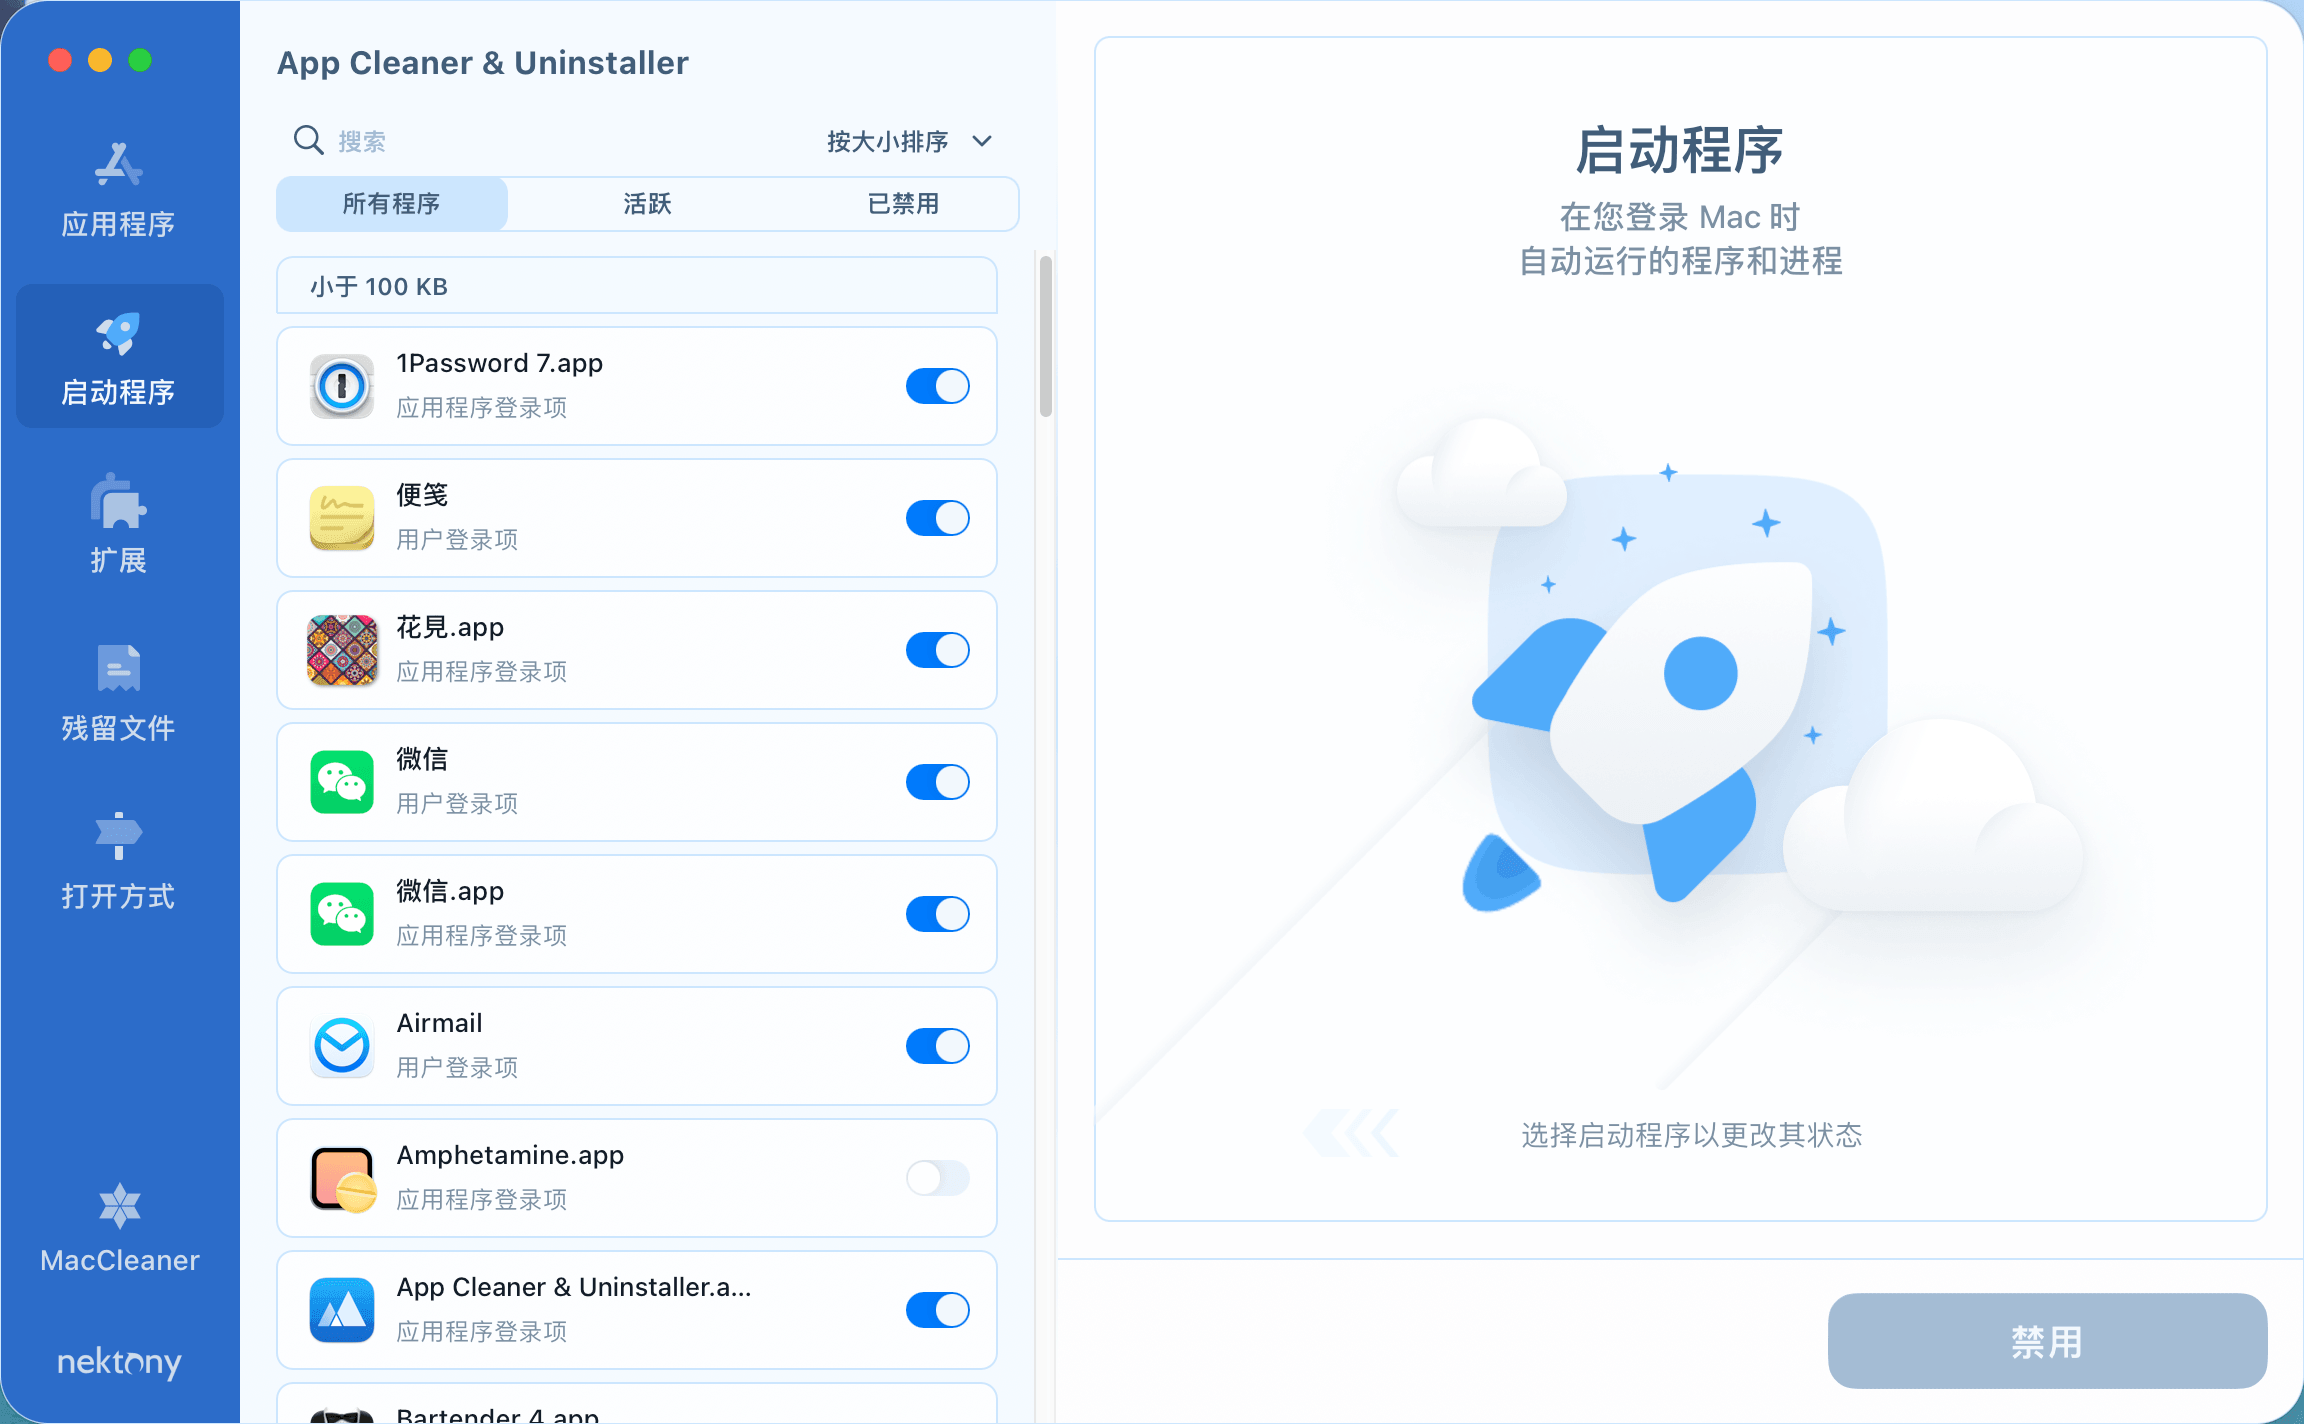 App Cleaner & Uninstaller
搜索
按大小排序
所有程序
活跃
已禁用
小于 100 KB
1Password 7.app
应用程序登录项
便笺
用户登录项
花見.app
应用程序登录项
微信
用户登录项
微信.app
应用程序登录项
Airmail
用户登录项
Amphetamine.app
应用程序登录项
App Cleaner & Uninstaller.a...
应用程序登录项
Bartender 4.app
应用程序
启动程序
扩展
残留文件
打开方式
MacCleaner
nektony
启动程序
在您登录 Mac 时
自动运行的程序和进程
选择启动程序以更改其状态
禁用